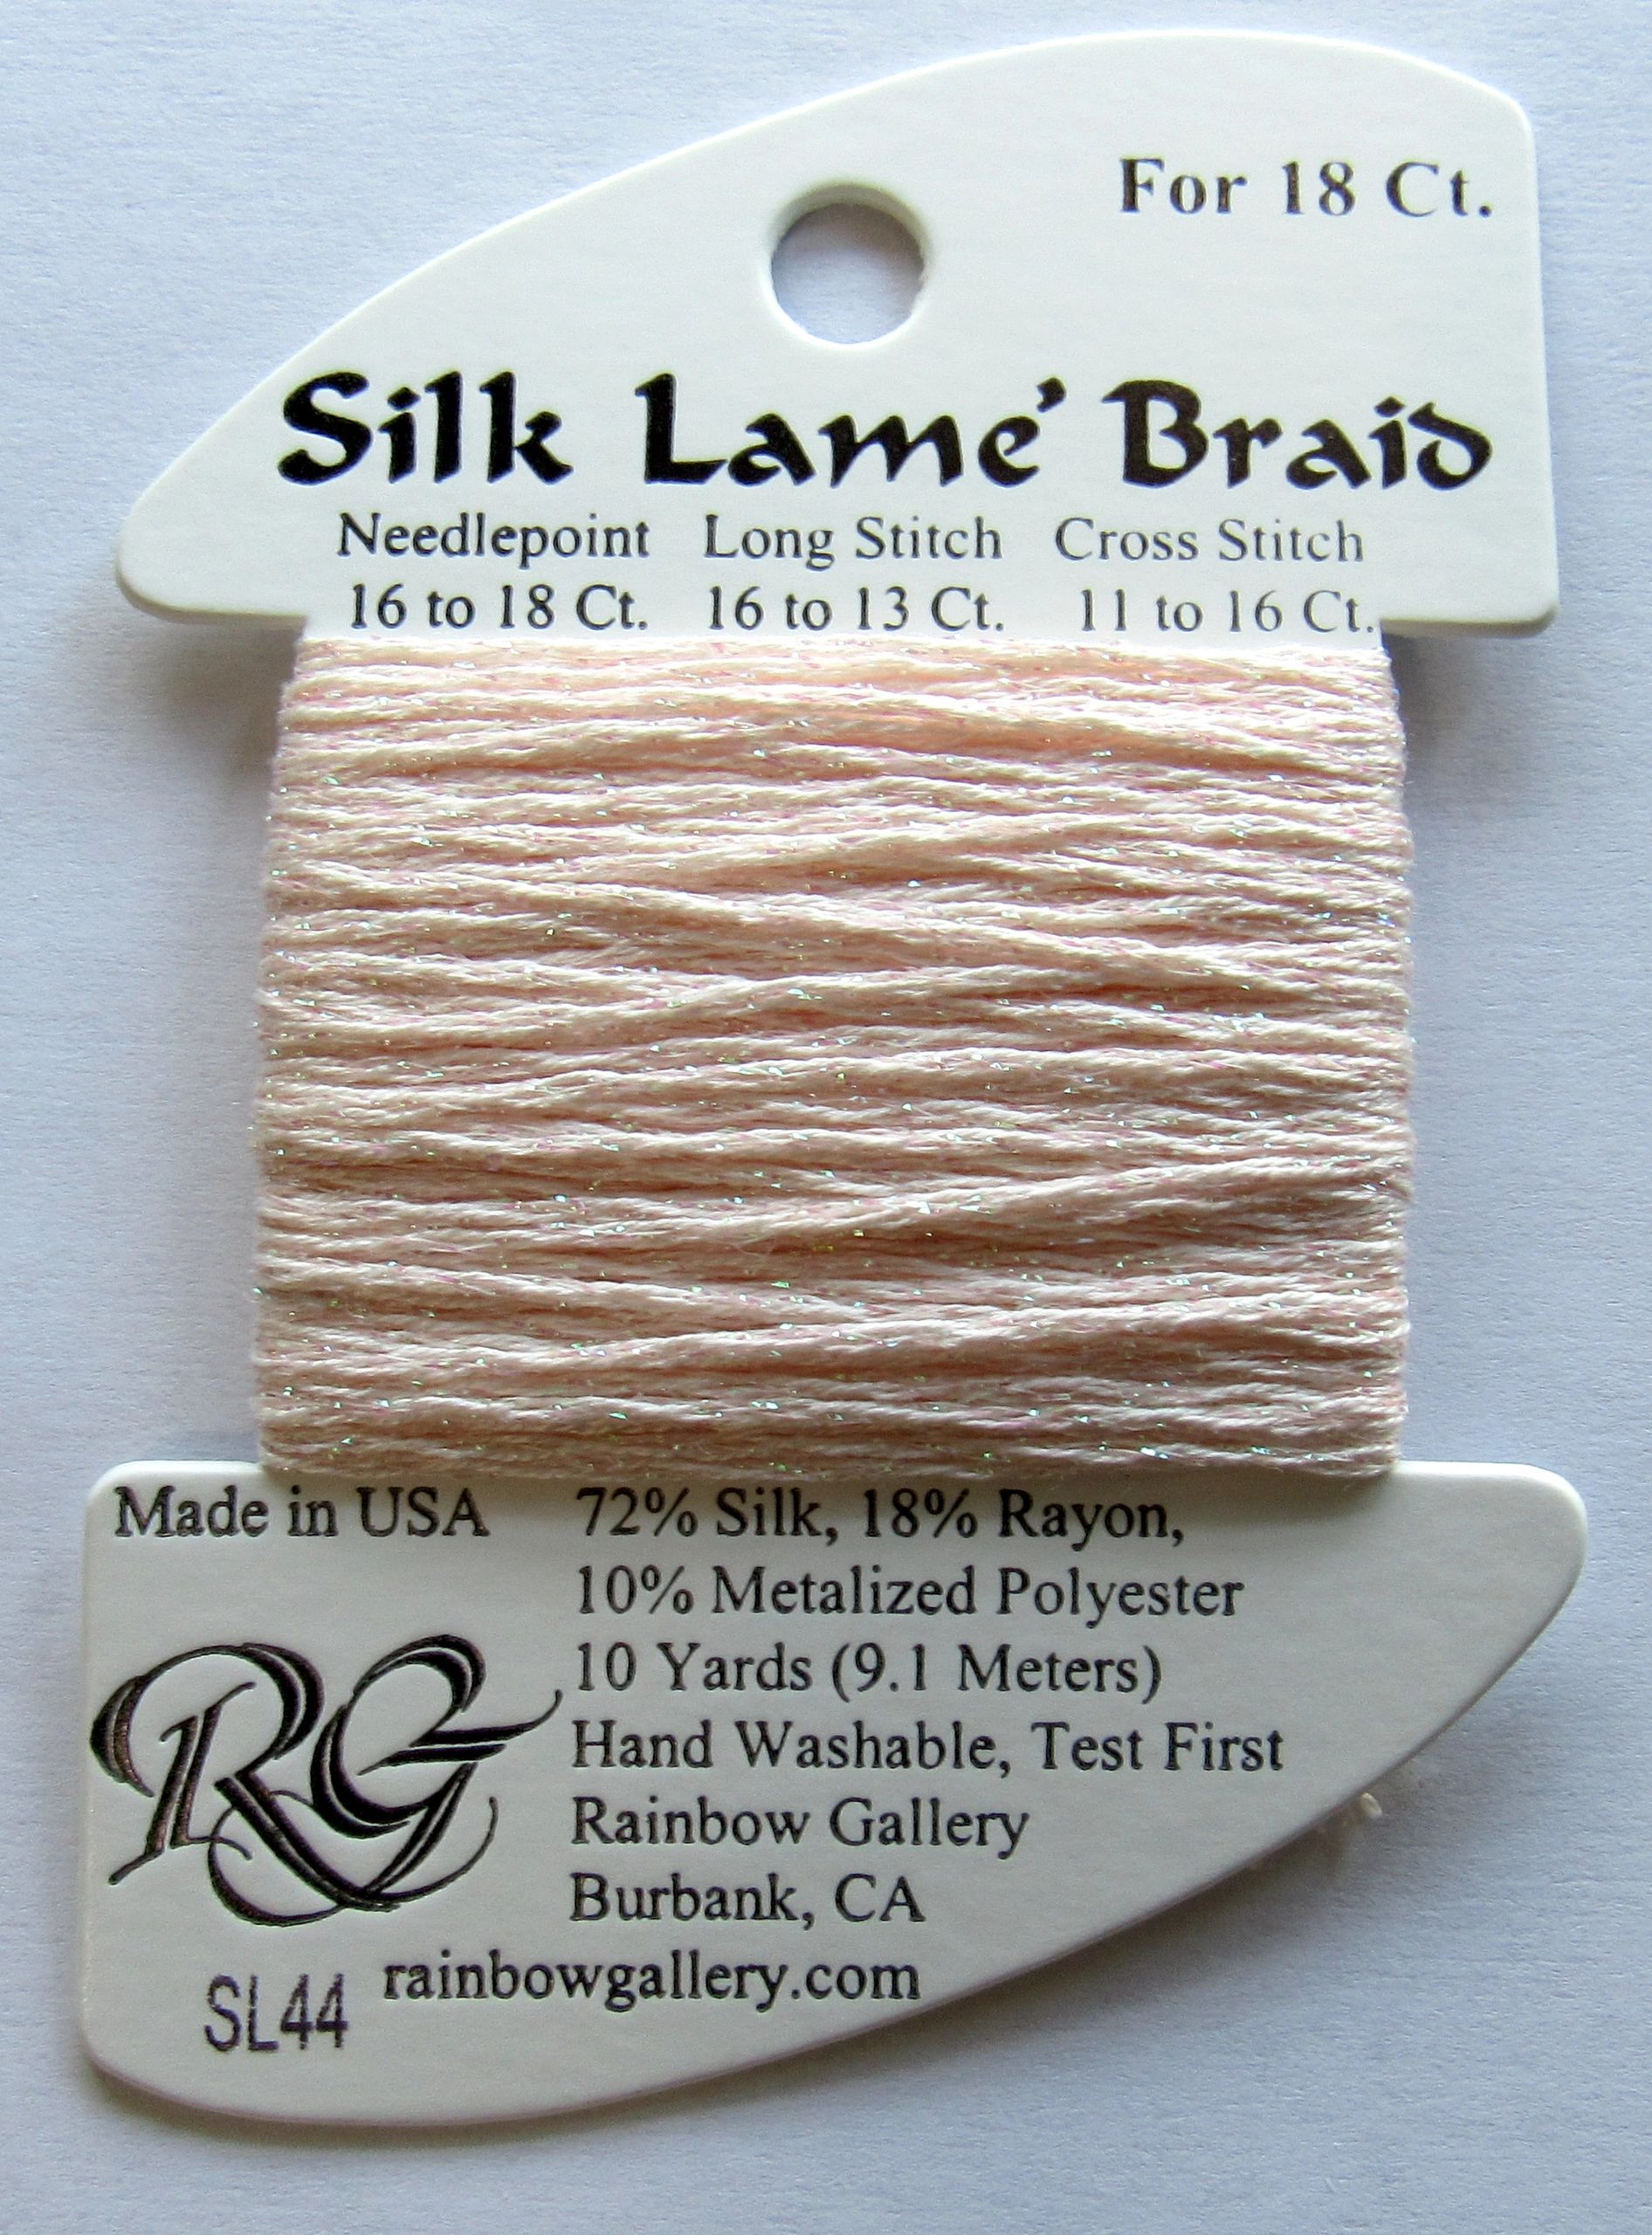 For 18 Ct.
Silk Lame' Braid
Needlepoint Long Stitch Cross Stitch
16 to 18 Ct. 16 to 13 Ct. 11 to 16 Ct.
Made in USA 72% Silk, 18% Rayon,
10% Metalized Polyester
10 Yards (9.1 Meters)
Hand Washable, Test First
Rainbow Gallery
Burbank, CA
RG
SL44 rainbowgallery.com